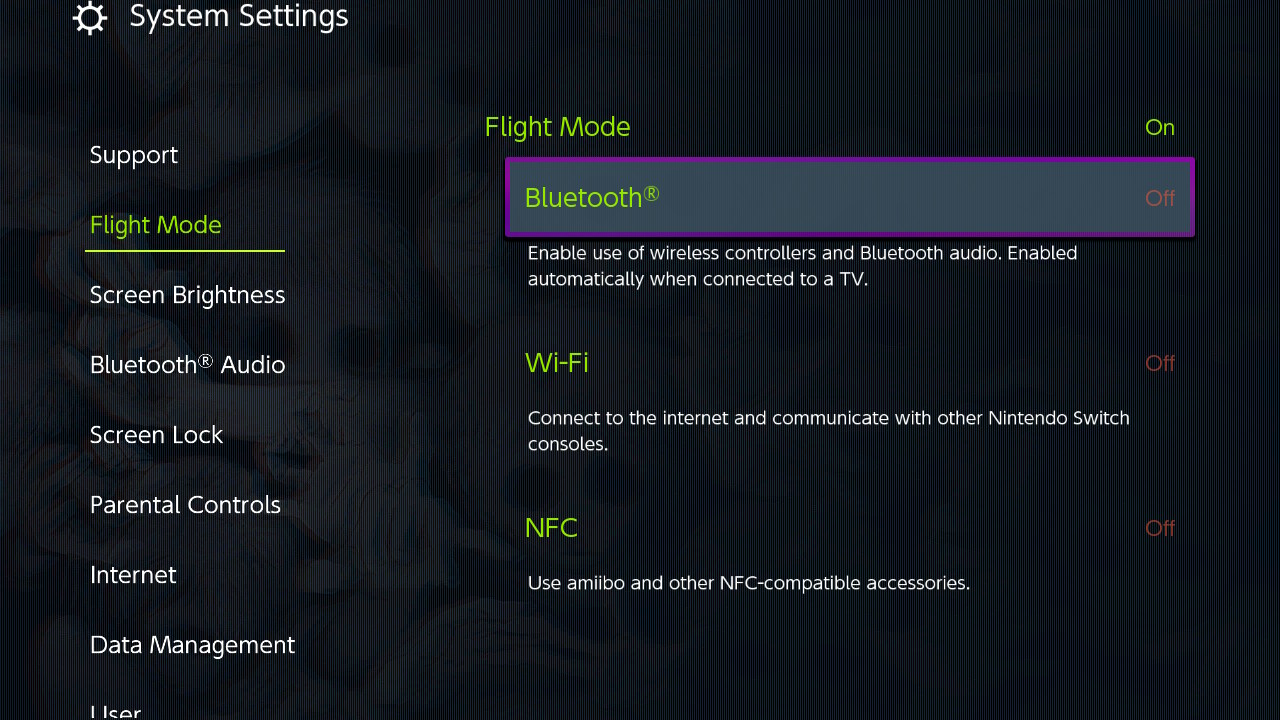 System Settings
Support
Flight Mode
Screen Brightness
Bluetooth® Audio
Screen Lock
Parental Controls
Internet
Data Management
User
Flight Mode On
Bluetooth® Off
Enable use of wireless controllers and Bluetooth audio. Enabled
automatically when connected to a TV.
Wi-Fi Off
Connect to the internet and communicate with other Nintendo Switch
consoles.
NFC Off
Use amiibo and other NFC-compatible accessories.